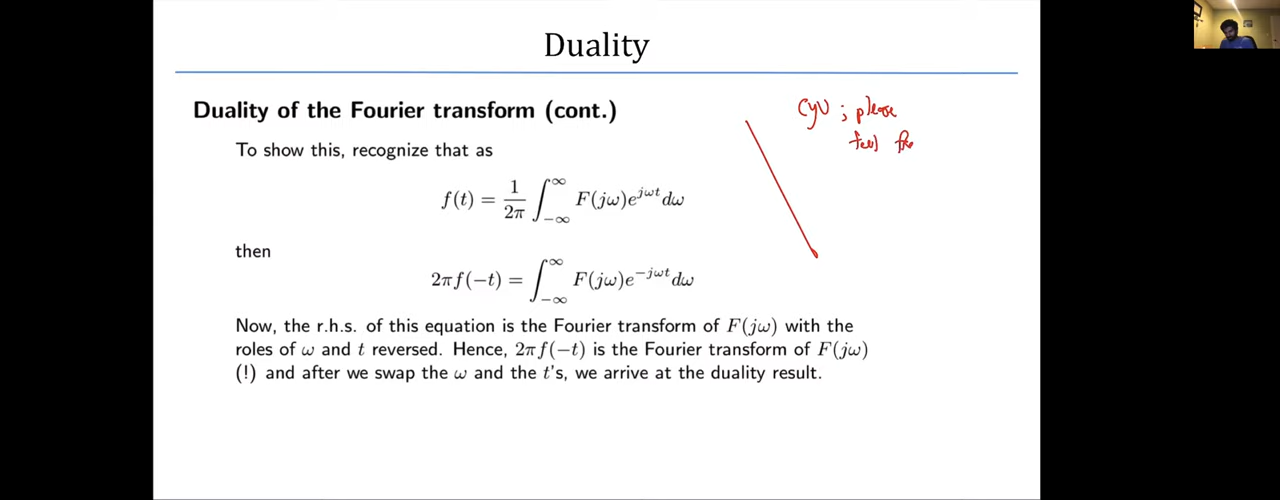 Duality
Duality of the Fourier transform (cont.)
CYU ; please
feel free
To show this, recognize that as
f(t) = 1/2π ∫_{-∞}^{∞} F(jω)e^{jωt}dω
then
2πf(−t) = ∫_{-∞}^{∞} F(jω)e^{−jωt}dω
Now, the r.h.s. of this equation is the Fourier transform of F(jω) with the
roles of ω and t reversed. Hence, 2πf(−t) is the Fourier transform of F(jω)
(!) and after we swap the ω and the t's, we arrive at the duality result.